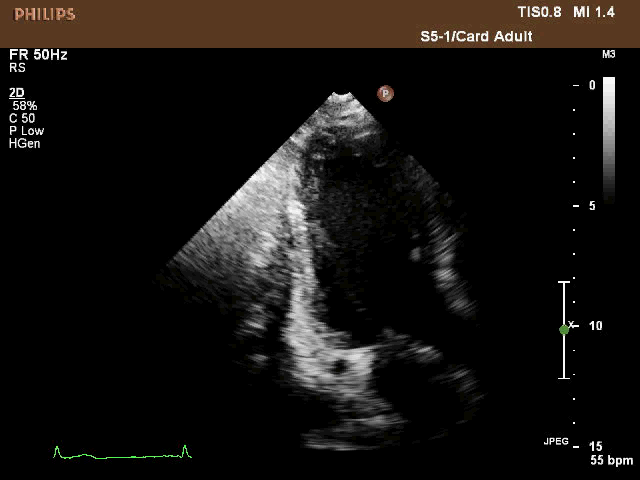 PHILIPS
TIS0.8 MI 1.4
S5-1/Card Adult
FR 50Hz
RS
M3
2D
58%
C 50
P Low
HGen
P
0
5
X
10
JPEG
15
55 bpm